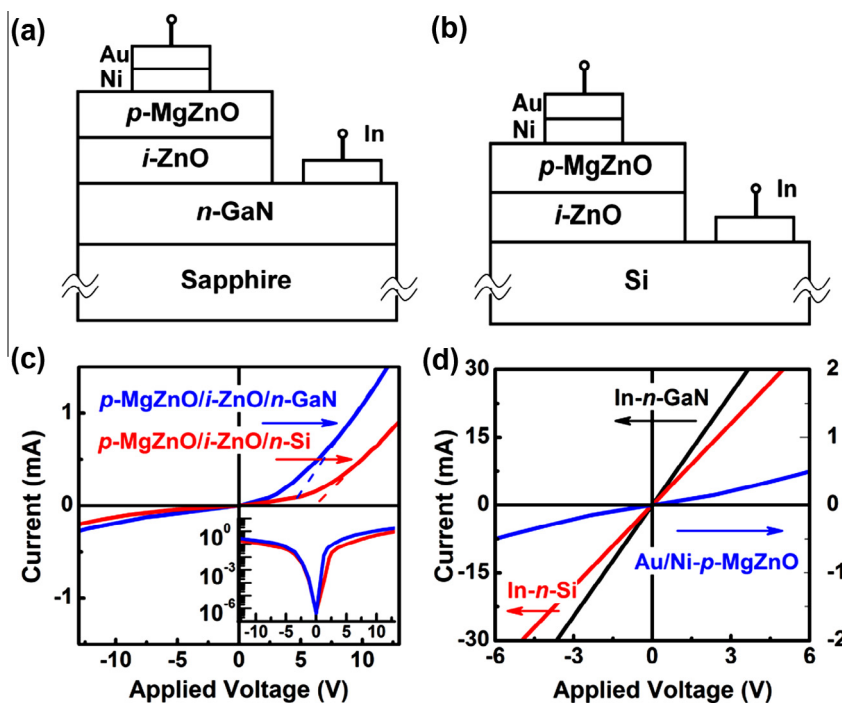 (a)
Au
Ni
p-MgZnO
i-ZnO
In
n-GaN
Sapphire
(b)
Au
Ni
p-MgZnO
i-ZnO
In
Si
(c)
p-MgZnO/i-ZnO/n-GaN
p-MgZnO/i-ZnO/n-Si
1
0
-1
Current (mA)
10^0
10^-2
10^-4
10^-6
-10 -5 0 5 10
-10 -5 0 5 10
Applied Voltage (V)
(d)
In-n-GaN
In-n-Si
Au/Ni-p-MgZnO
30
15
0
-15
-30
Current (mA)
2
1
0
-1
-2
-6 -3 0 3 6
Applied Voltage (V)